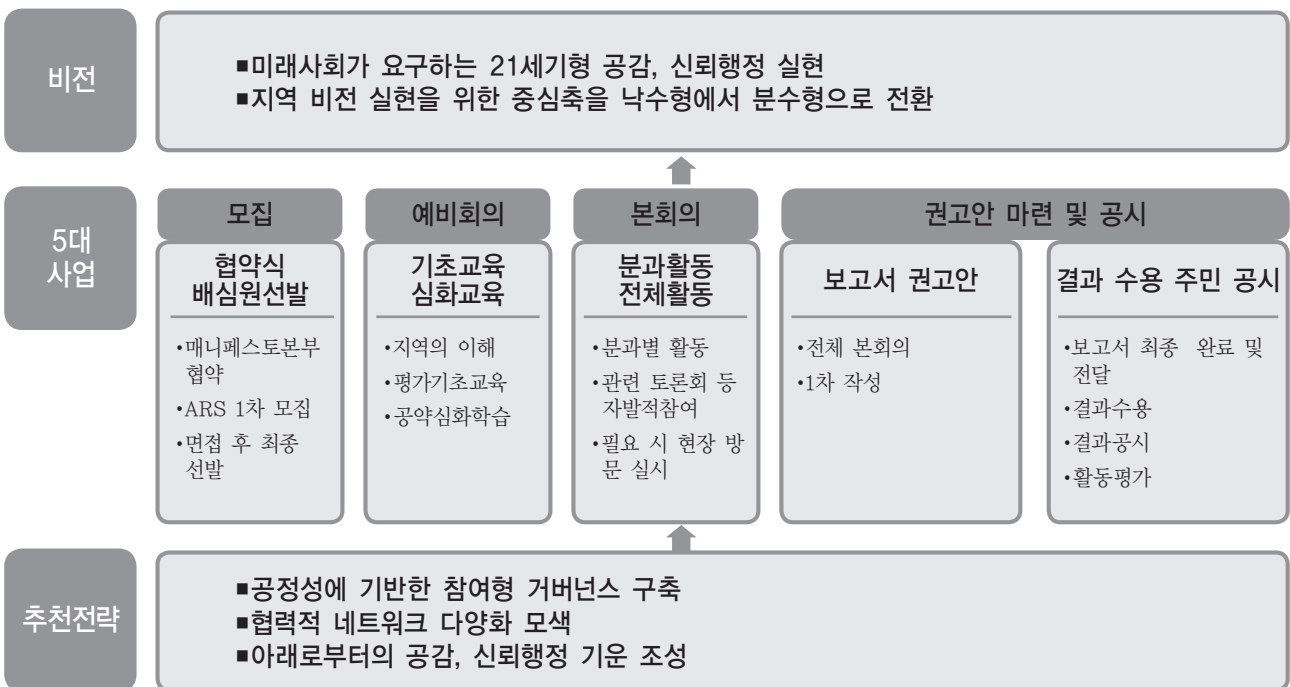 비전
■미래사회가 요구하는 21세기형 공감, 신뢰행정 실현
■지역 비전 실현을 위한 중심축을 낙수형에서 분수형으로 전환
5대
사업
모집
협약식
배심원선발
•매니페스토본부
협약
•ARS 1차 모집
•면접 후 최종
선발
예비회의
기초교육
심화교육
•지역의 이해
•평가기초교육
•공약심화학습
본회의
분과활동
전체활동
•분과별 활동
•관련 토론회 등
자발적참여
•필요 시 현장 방
문 실시
권고안 마련 및 공시
보고서 권고안
•전체 본회의
•1차 작성
결과 수용 주민 공시
•보고서 최종 완료 및
전달
•결과수용
•결과공시
•활동평가
추천전략
■공정성에 기반한 참여형 거버넌스 구축
■협력적 네트워크 다양화 모색
■아래로부터의 공감, 신뢰행정 기운 조성